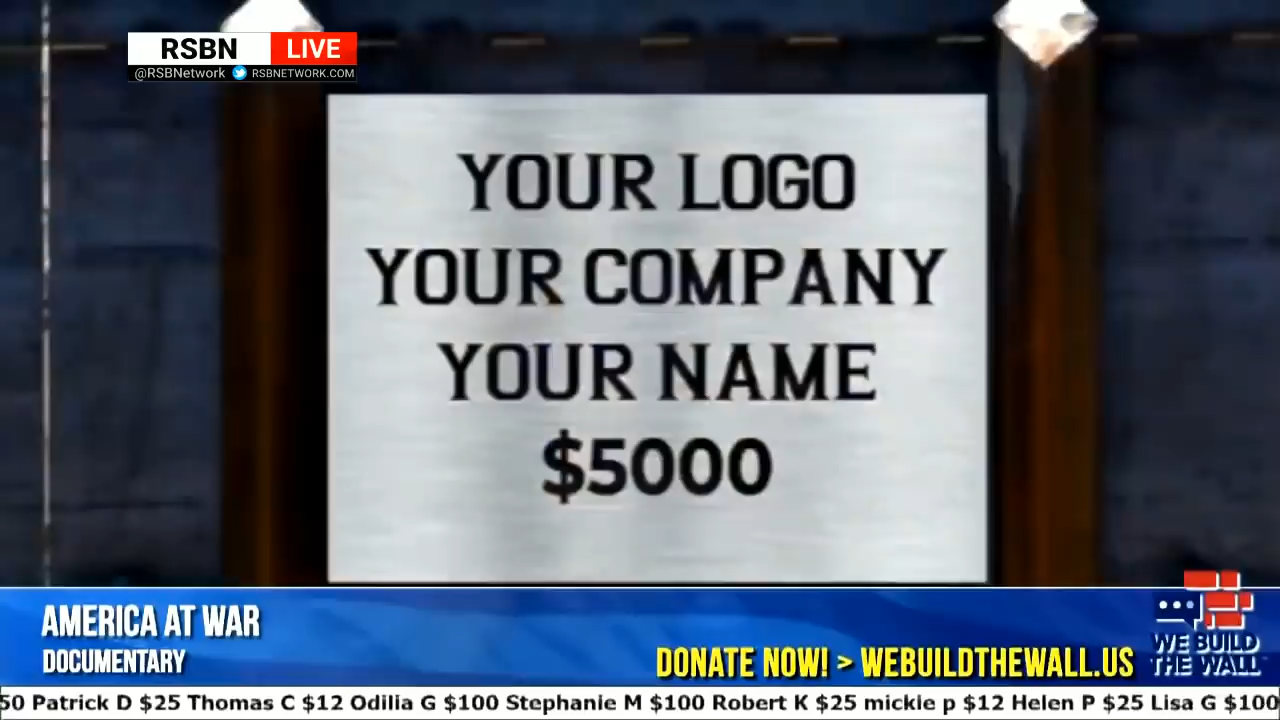 RSBN LIVE
@RSBNetwork RSBNETWORK.COM
YOUR LOGO
YOUR COMPANY
YOUR NAME
$5000
AMERICA AT WAR
DOCUMENTARY
DONATE NOW! > WEBUILDTHEWALL.US
WE BUILD
THE WALL
50 Patrick D $25 Thomas C $12 Odilia G $100 Stephanie M $100 Robert K $25 mickie p $12 Helen P $25 Lisa G $100